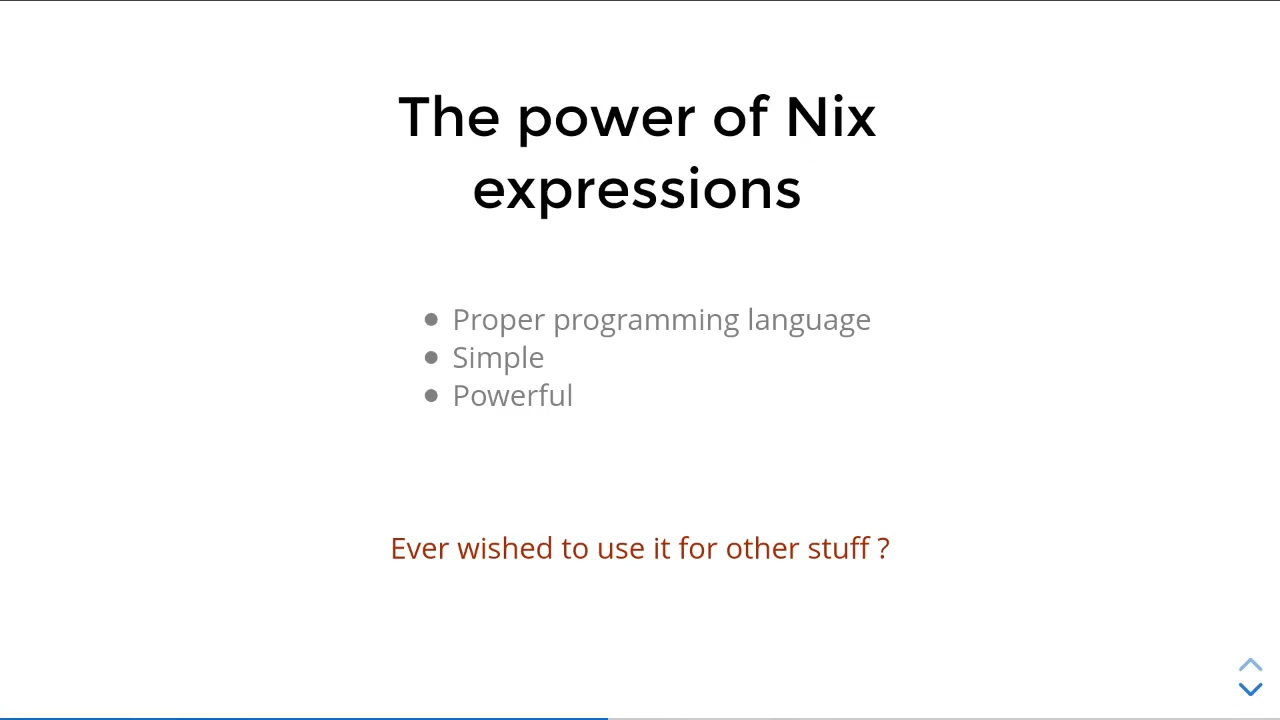 The power of Nix
expressions
Proper programming language
Simple
Powerful
Ever wished to use it for other stuff ?